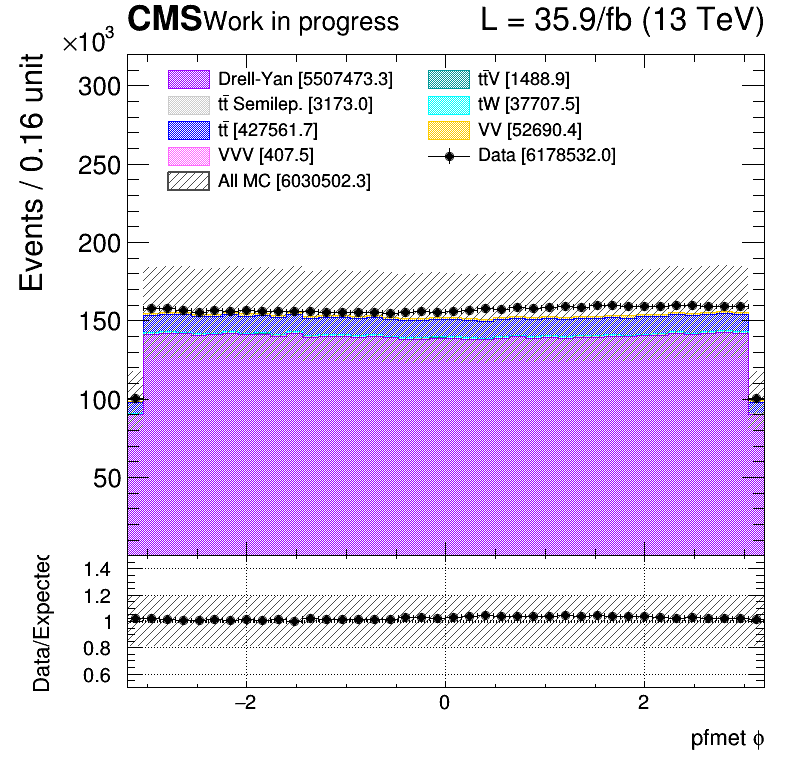 CMS Work in progress L = 35.9/fb (13 TeV)
×10³
Drell-Yan [5507473.3]
tt̄ Semilep. [3173.0]
tt̄ [427561.7]
VVV [407.5]
All MC [6030502.3]
tt̄V [1488.9]
tW [37707.5]
VV [52690.4]
Data [6178532.0]
Events / 0.16 unit
300
250
200
150
100
50
Data/Expected
1.4
1.2
1
0.8
0.6
−2 0 2
pfmet ϕ